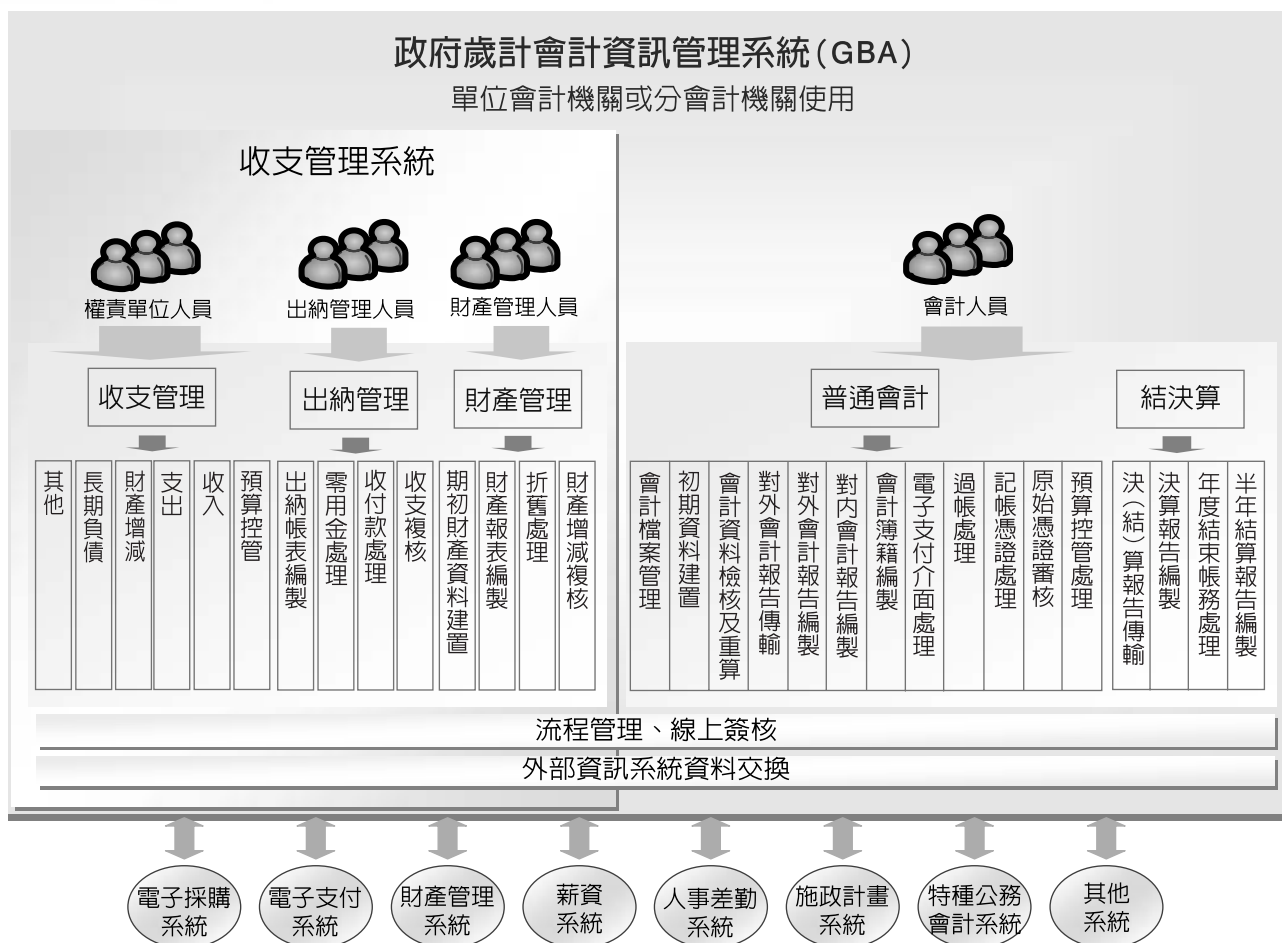 政府歲計會計資訊管理系統(GBA)
單位會計機關或分會計機關使用
收支管理系統
權責單位人員
出納管理人員
財產管理人員
會計人員
收支管理
出納管理
財產管理
普通會計
結決算
其他
長期負債
財產增減
支出
收入
預算控管
出納帳表編製
零用金處理
收付款處理
收支複核
期初財產資料建置
財產報表編製
折舊處理
財產增減複核
會計檔案管理
初期資料建置
會計資料檢核及重算
對外會計報告傳輸
對外會計報告編製
對內會計報告編製
會計簿籍編製
電子支付介面處理
過帳處理
記帳憑證處理
原始憑證審核
預算控管處理
決(結)算報告傳輸
決算報告編製
年度結束帳務處理
半年結算報告編製
流程管理、線上簽核
外部資訊系統資料交換
電子採購
系統
電子支付
系統
財產管理
系統
薪資
系統
人事差勤
系統
施政計畫
系統
特種公務
會計系統
其他
系統